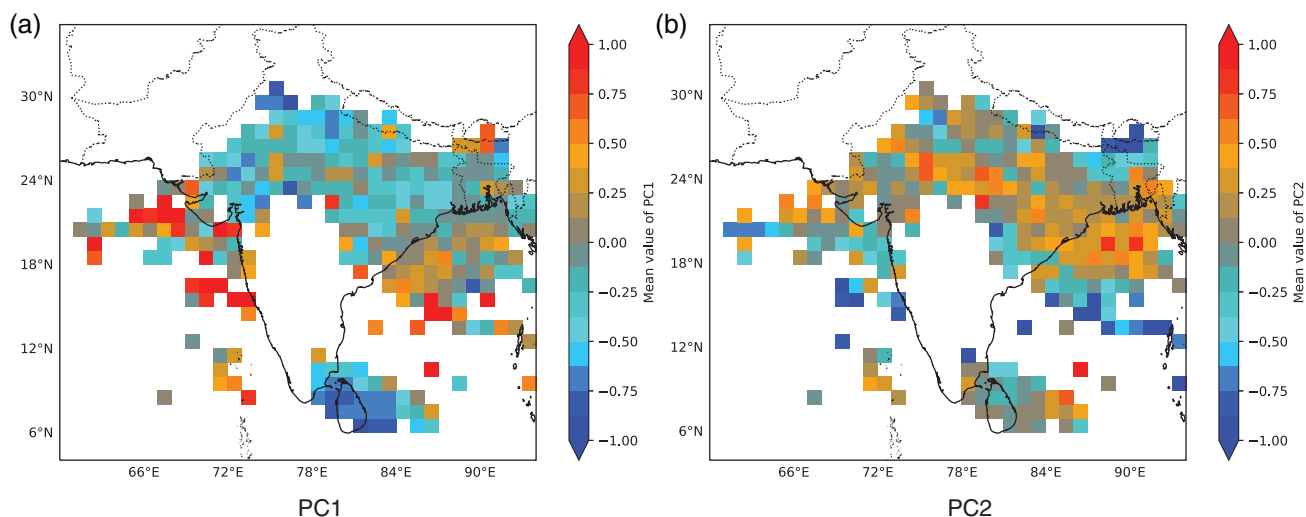 (a)
30°N
24°N
18°N
12°N
6°N
66°E
72°E
78°E
84°E
90°E
1.00
0.75
0.50
0.25
0.00
−0.25
−0.50
−0.75
−1.00
Mean value of PC1
PC1
(b)
30°N
24°N
18°N
12°N
6°N
66°E
72°E
78°E
84°E
90°E
1.00
0.75
0.50
0.25
0.00
−0.25
−0.50
−0.75
−1.00
Mean value of PC2
PC2